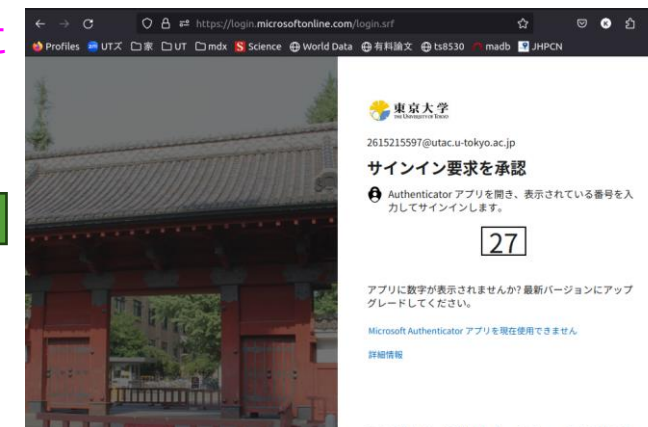 に
https://login.microsoftonline.com/login.srf
Profiles UTズ 家 UT mdx S Science World Data 有料論文 ts8530 madb JHPCN
東京大学
THE UNIVERSITY OF TOKYO
2615215597@utac.u-tokyo.ac.jp
サインイン要求を承認
Authenticator アプリを開き、表示されている番号を入
力してサインインします。
27
アプリに数字が表示されませんか? 最新バージョンにアップ
グレードしてください。
Microsoft Authenticator アプリを現在使用できません
詳細情報